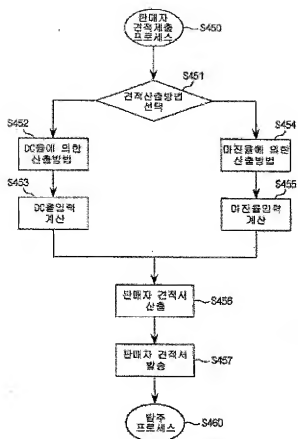 판매자
견적제출
프로세스
S450
견적산출방법
선택
S451
S452
DC율에 의한
산출방법
S454
마진율에 의한
산출방법
S453
DC율입력
계산
S455
마진율입력
계산
판매자 견적서
산출
S456
판매자 견적서
발송
S457
발주
프로세스
S460